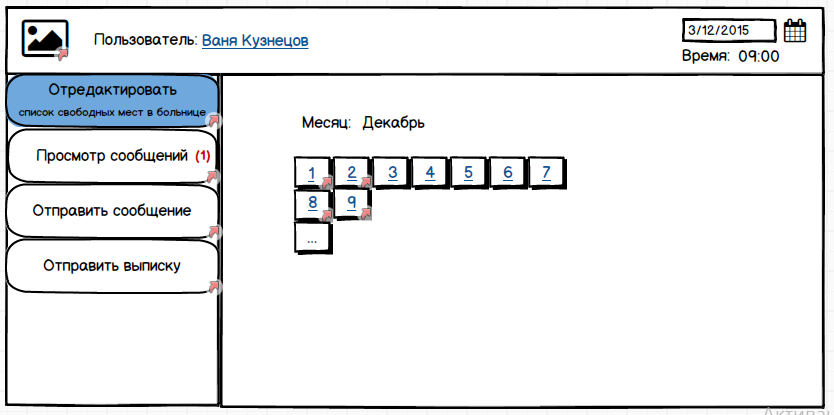 Пользователь: Ваня Кузнецов
3/12/2015
Время: 09:00
Отредактировать
список свободных мест в больнице
Просмотр сообщений (1)
Отправить сообщение
Отправить выписку
Месяц: Декабрь
1 2 3 4 5 6 7
8 9
...